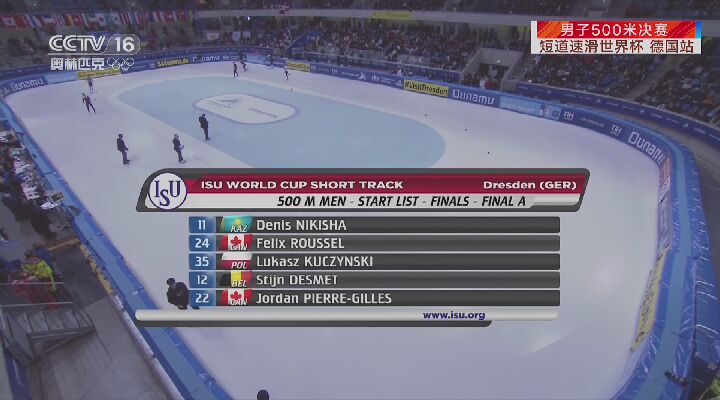 CCTV 16
奥林匹克
男子500米决赛
短道速滑世界杯 德国站
Visit Dresden
Dunamu
Dunamu
ISU
ISU WORLD CUP SHORT TRACK Dresden (GER)
500 M MEN - START LIST - FINALS - FINAL A
11 KAZ Denis NIKISHA
24 CAN Felix ROUSSEL
35 POL Lukasz KUCZYNSKI
12 BEL Stijn DESMET
22 CAN Jordan PIERRE-GILLES
www.isu.org